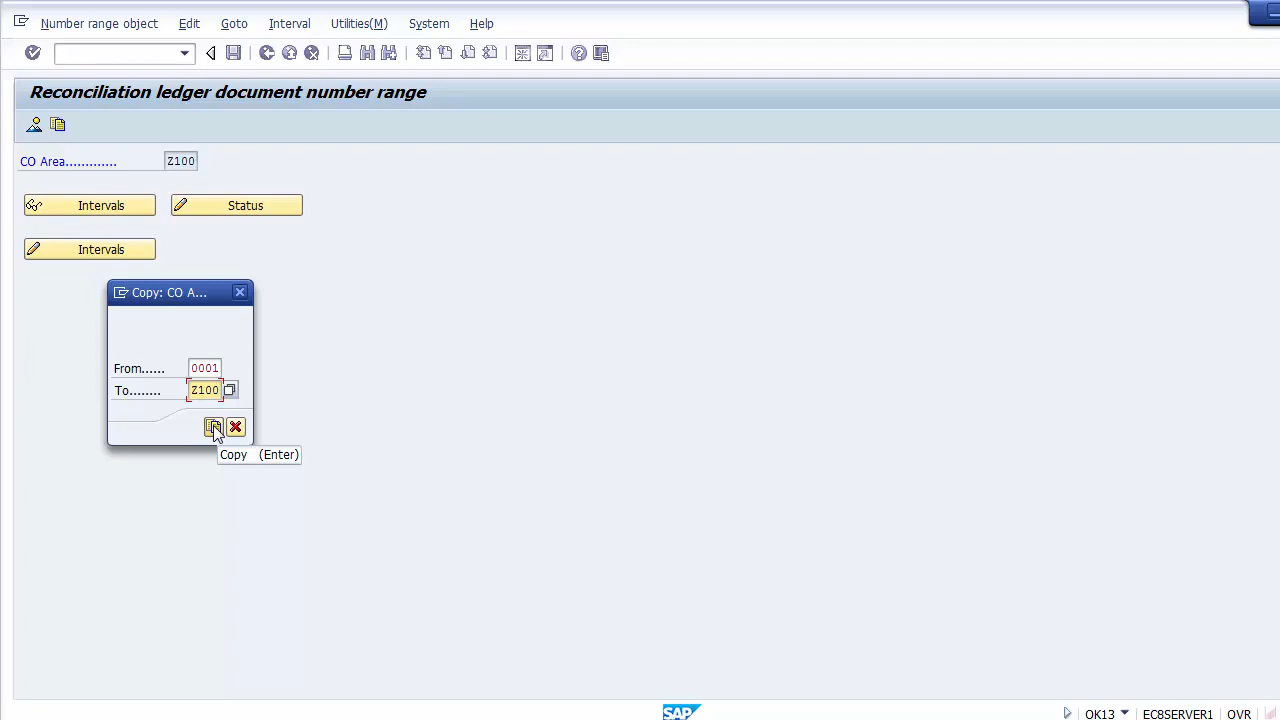 Number range object Edit Goto Interval Utilities(M) System Help
Reconciliation ledger document number range
CO Area............. Z100
Intervals Status
Intervals
Copy: CO A...
From...... 0001
To........ Z100
Copy (Enter)
SAP OK13 EC8SERVER1 OVR